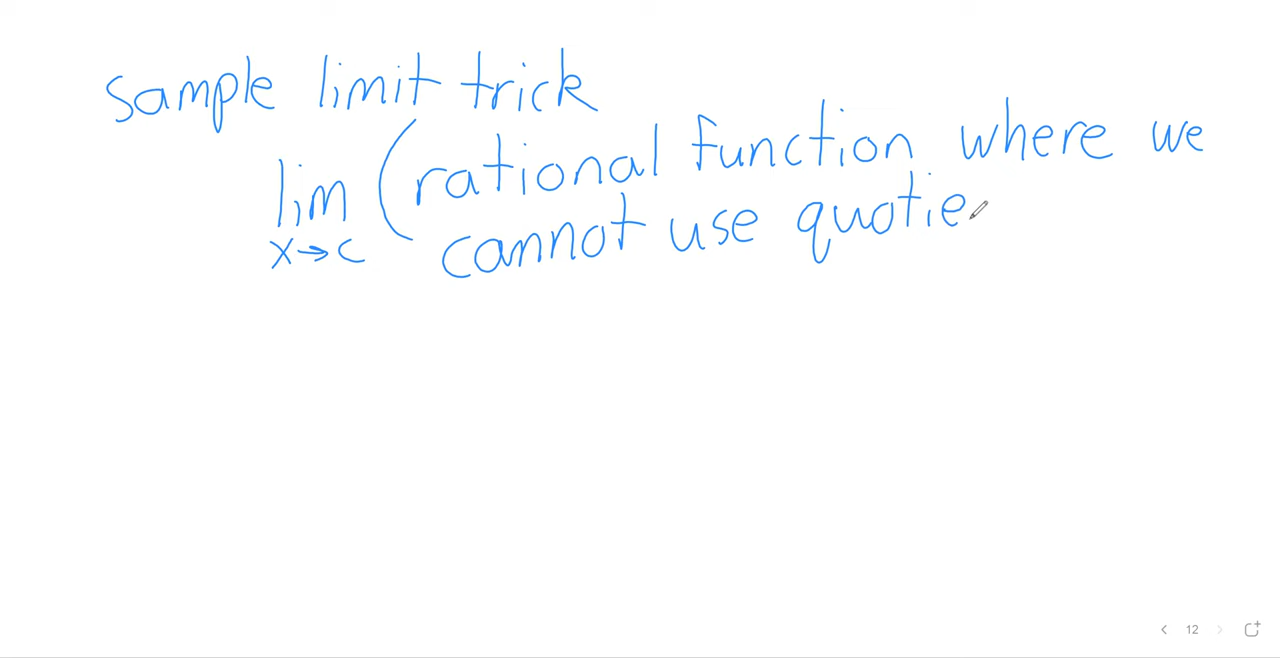 sample limit trick
lim (rational function where we
x→c cannot use quotie
12